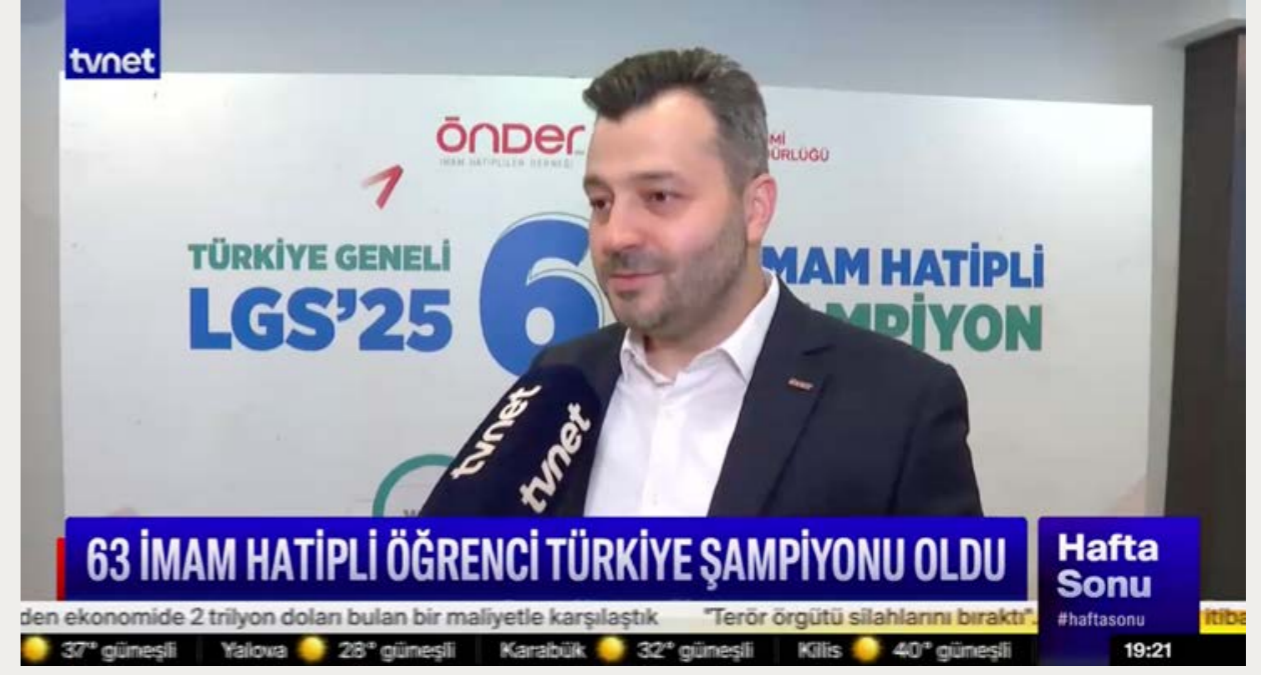 tvnet
önder
İMAM HATİPLİLER DERNEĞİ
TÜRKİYE GENELİ
LGS'25
6
MAM HATİPLİ
MPİYON
tvnet
tvnet
63 İMAM HATİPLİ ÖĞRENCİ TÜRKİYE ŞAMPİYONU OLDU
Hafta
Sonu
#haftasonu
den ekonomide 2 trilyon doları bulan bir maliyetle karşılaştık "Terör örgütü silahlarını bıraktı".
37° güneşli Yalova 28° güneşli Karabük 32° güneşli Kilis 40° güneşli
19:21